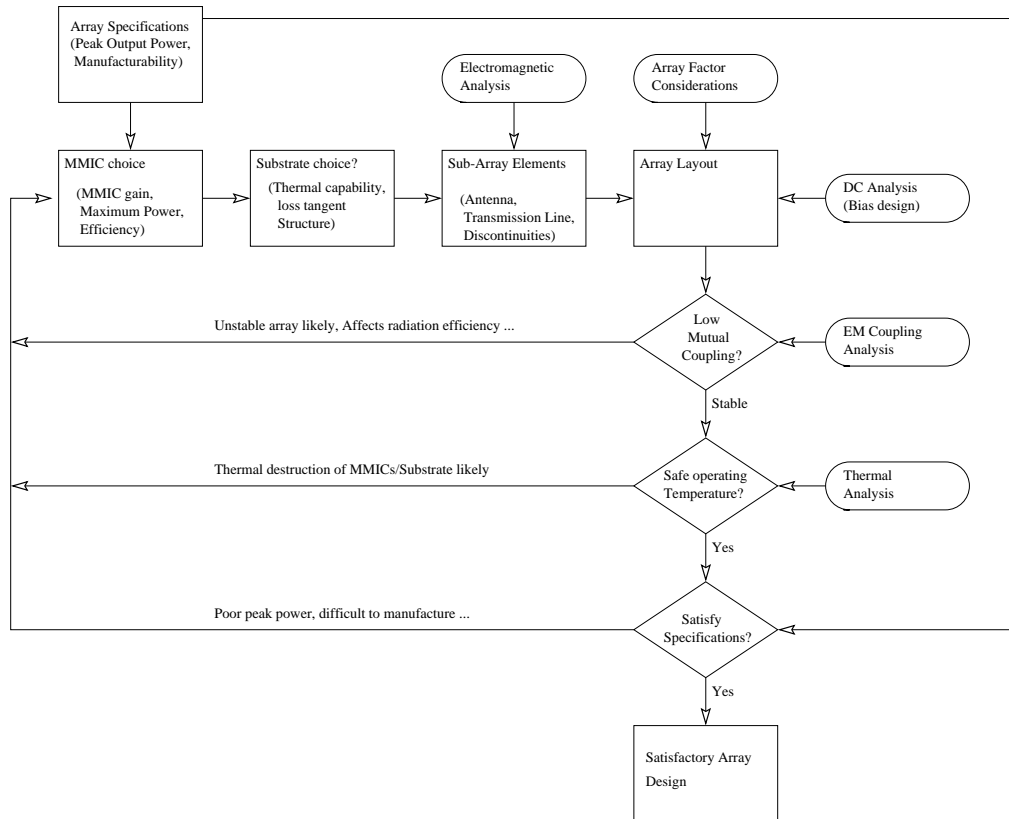 Array Specifications
(Peak Output Power,
Manufacturability)
Electromagnetic
Analysis
Array Factor
Considerations
MMIC choice
(MMIC gain,
Maximum Power,
Efficiency)
Substrate choice?
(Thermal capability,
loss tangent
Structure)
Sub-Array Elements
(Antenna,
Transmission Line,
Discontinuities)
Array Layout
DC Analysis
(Bias design)
Unstable array likely, Affects radiation efficiency ...
Low
Mutual
Coupling?
EM Coupling
Analysis
Stable
Thermal destruction of MMICs/Substrate likely
Safe operating
Temperature?
Thermal
Analysis
Yes
Poor peak power, difficult to manufacture ...
Satisfy
Specifications?
Yes
Satisfactory Array
Design